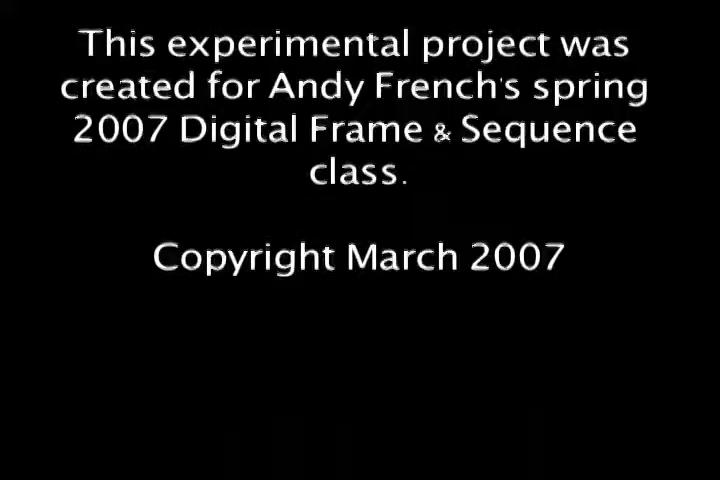 This experimental project was
created for Andy French's spring
2007 Digital Frame & Sequence
class.
Copyright March 2007